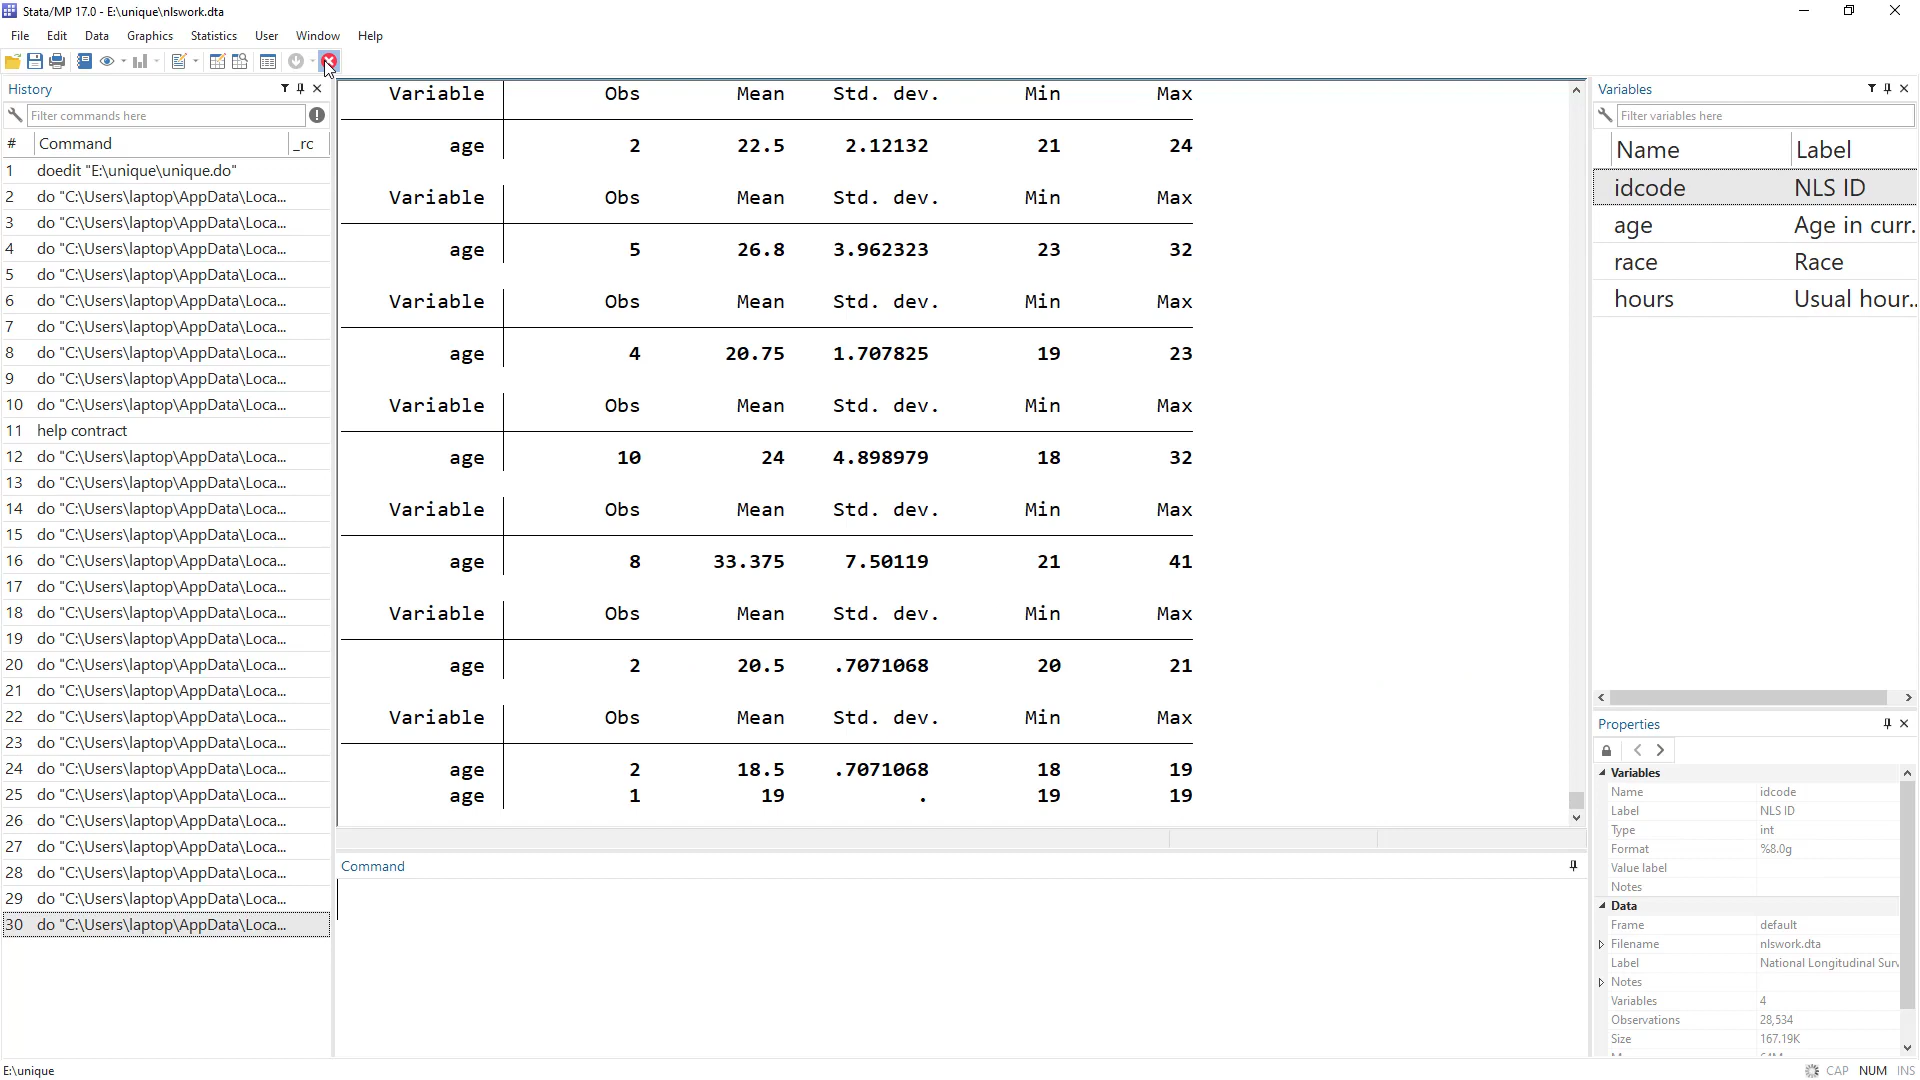 Stata/MP 17.0 - E:\unique\nlswork.dta
File Edit Data Graphics Statistics User Window Help
History
Filter commands here
# Command _rc
1 doedit "E:\unique\unique.do"
2 do "C:\Users\laptop\AppData\Loca...
3 do "C:\Users\laptop\AppData\Loca...
4 do "C:\Users\laptop\AppData\Loca...
5 do "C:\Users\laptop\AppData\Loca...
6 do "C:\Users\laptop\AppData\Loca...
7 do "C:\Users\laptop\AppData\Loca...
8 do "C:\Users\laptop\AppData\Loca...
9 do "C:\Users\laptop\AppData\Loca...
10 do "C:\Users\laptop\AppData\Loca...
11 help contract
12 do "C:\Users\laptop\AppData\Loca...
13 do "C:\Users\laptop\AppData\Loca...
14 do "C:\Users\laptop\AppData\Loca...
15 do "C:\Users\laptop\AppData\Loca...
16 do "C:\Users\laptop\AppData\Loca...
17 do "C:\Users\laptop\AppData\Loca...
18 do "C:\Users\laptop\AppData\Loca...
19 do "C:\Users\laptop\AppData\Loca...
20 do "C:\Users\laptop\AppData\Loca...
21 do "C:\Users\laptop\AppData\Loca...
22 do "C:\Users\laptop\AppData\Loca...
23 do "C:\Users\laptop\AppData\Loca...
24 do "C:\Users\laptop\AppData\Loca...
25 do "C:\Users\laptop\AppData\Loca...
26 do "C:\Users\laptop\AppData\Loca...
27 do "C:\Users\laptop\AppData\Loca...
28 do "C:\Users\laptop\AppData\Loca...
29 do "C:\Users\laptop\AppData\Loca...
30 do "C:\Users\laptop\AppData\Loca...
Variable Obs Mean Std. dev. Min Max
age 2 22.5 2.12132 21 24
Variable Obs Mean Std. dev. Min Max
age 5 26.8 3.962323 23 32
Variable Obs Mean Std. dev. Min Max
age 4 20.75 1.707825 19 23
Variable Obs Mean Std. dev. Min Max
age 10 24 4.898979 18 32
Variable Obs Mean Std. dev. Min Max
age 8 33.375 7.50119 21 41
Variable Obs Mean Std. dev. Min Max
age 2 20.5 .7071068 20 21
Variable Obs Mean Std. dev. Min Max
age 2 18.5 .7071068 18 19
age 1 19 . 19 19
Command
Variables
Filter variables here
Name Label
idcode NLS ID
age Age in curr.
race Race
hours Usual hour..
Properties
Variables
Name idcode
Label NLS ID
Type int
Format %8.0g
Value label
Notes
Data
Frame default
Filename nlswork.dta
Label National Longitudinal Surv
Notes
Variables 4
Observations 28,534
Size 167.19K
E:\unique
CAP NUM INS